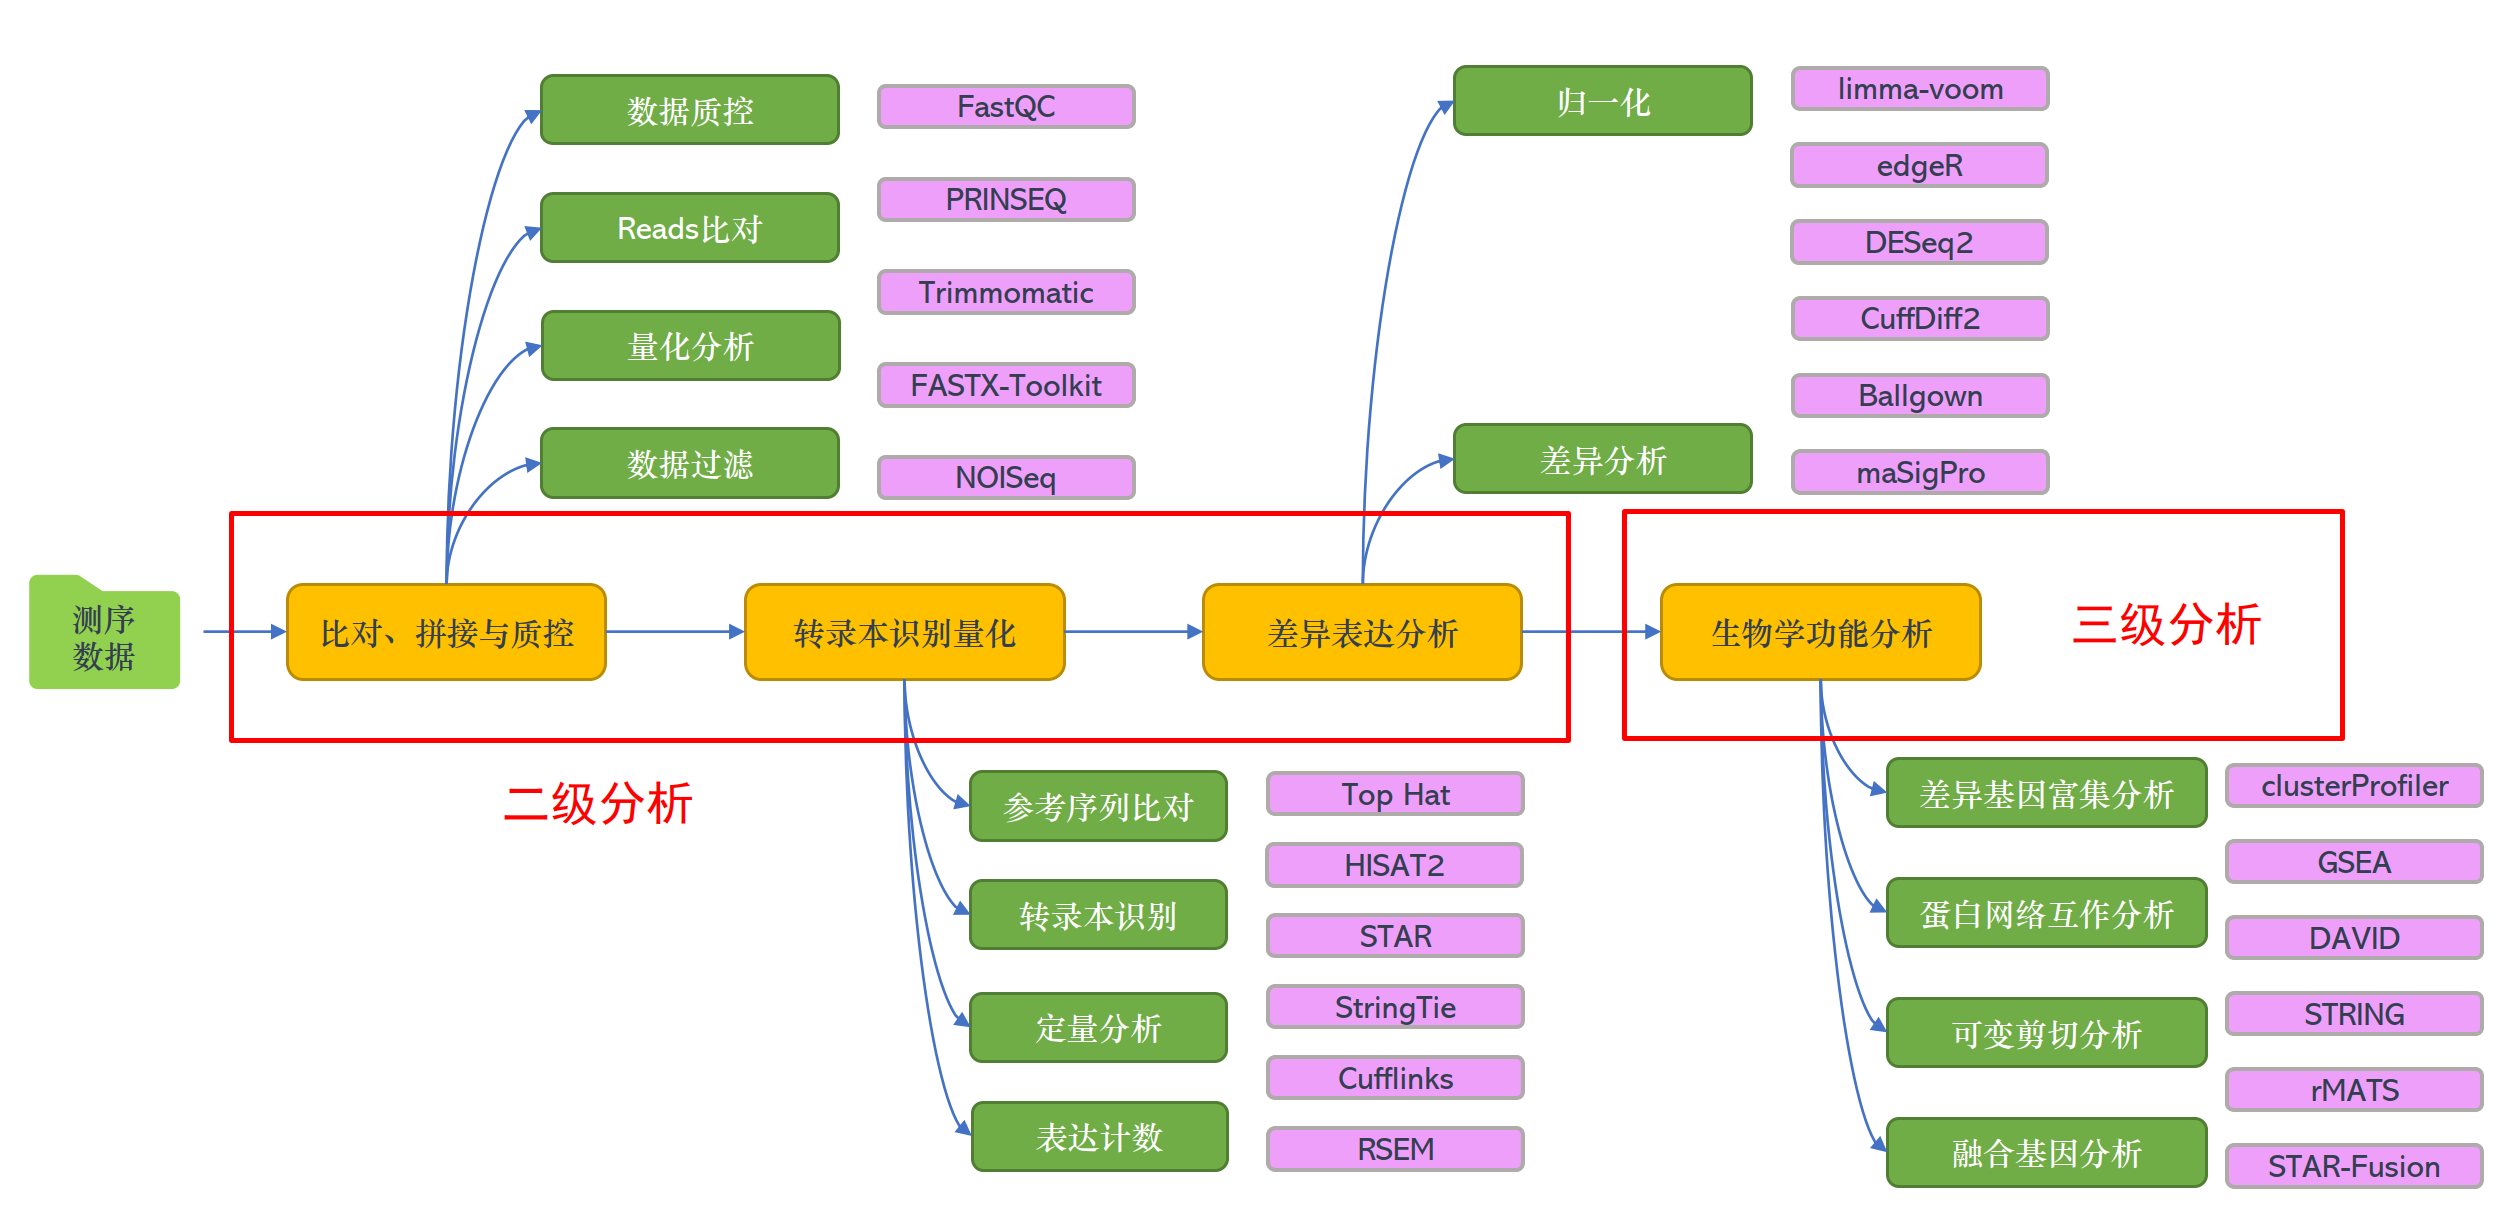 数据质控
FastQC
PRINSEQ
Reads比对
Trimmomatic
量化分析
FASTX-Toolkit
数据过滤
NOISeq
归一化
limma-voom
edgeR
DESeq2
CuffDiff2
Ballgown
差异分析
maSigPro
测序
数据
比对、拼接与质控
转录本识别量化
差异表达分析
生物学功能分析
三级分析
二级分析
参考序列比对
Top Hat
HISAT2
转录本识别
STAR
定量分析
StringTie
Cufflinks
表达计数
RSEM
差异基因富集分析
clusterProfiler
GSEA
蛋白网络互作分析
DAVID
可变剪切分析
STRING
rMATS
融合基因分析
STAR-Fusion